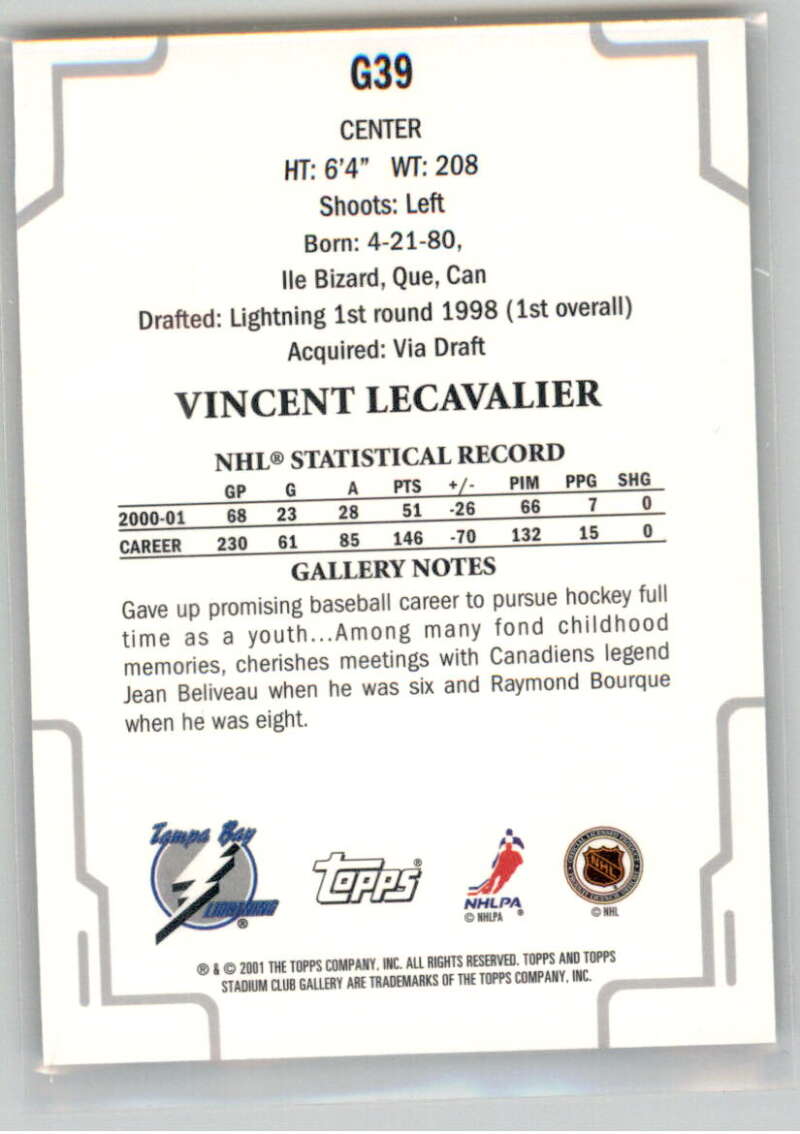 G39
CENTER
HT: 6'4" WT: 208
Shoots: Left
Born: 4-21-80,
Ile Bizard, Que, Can
Drafted: Lightning 1st round 1998 (1st overall)
Acquired: Via Draft
VINCENT LECAVALIER
NHL® STATISTICAL RECORD
GP G A PTS +/- PIM PPG SHG
2000-01 68 23 28 51 -26 66 7 0
CAREER 230 61 85 146 -70 132 15 0
GALLERY NOTES
Gave up promising baseball career to pursue hockey full
time as a youth...Among many fond childhood
memories, cherishes meetings with Canadiens legend
Jean Beliveau when he was six and Raymond Bourque
when he was eight.
Tampa Bay
LIGHTNING
®
Topps®
NHLPA
© NHLPA ®
NHL
© NHL
® & © 2001 THE TOPPS COMPANY, INC. ALL RIGHTS RESERVED. TOPPS AND TOPPS
STADIUM CLUB GALLERY ARE TRADEMARKS OF THE TOPPS COMPANY, INC.